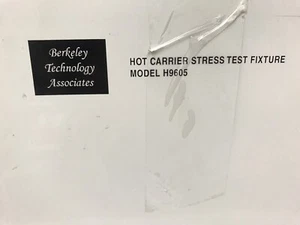 Berkeley
Technology
Associates
HOT CARRIER STRESS TEST FIXTURE
MODEL H9605